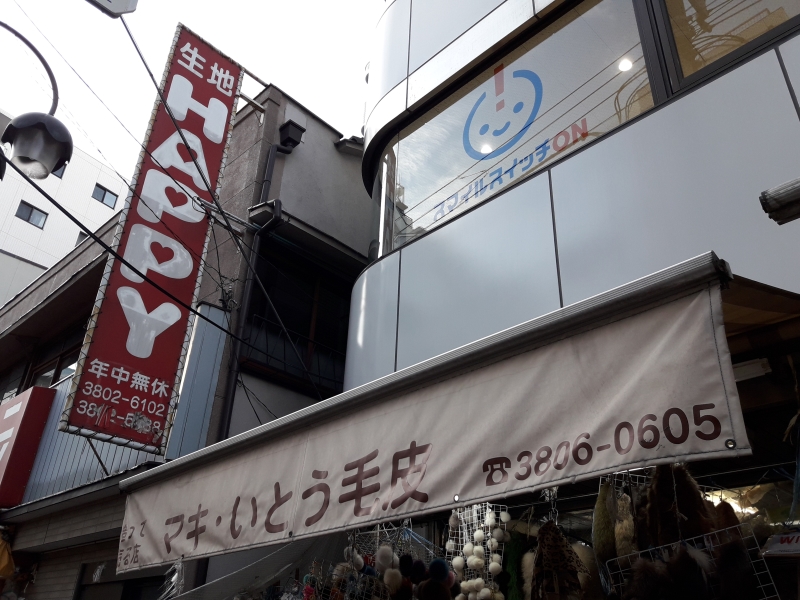 生地
HAPPY
年中無休
3802-6102
スマイルスイッチON
マキ・いとう毛皮
☎3806-0605